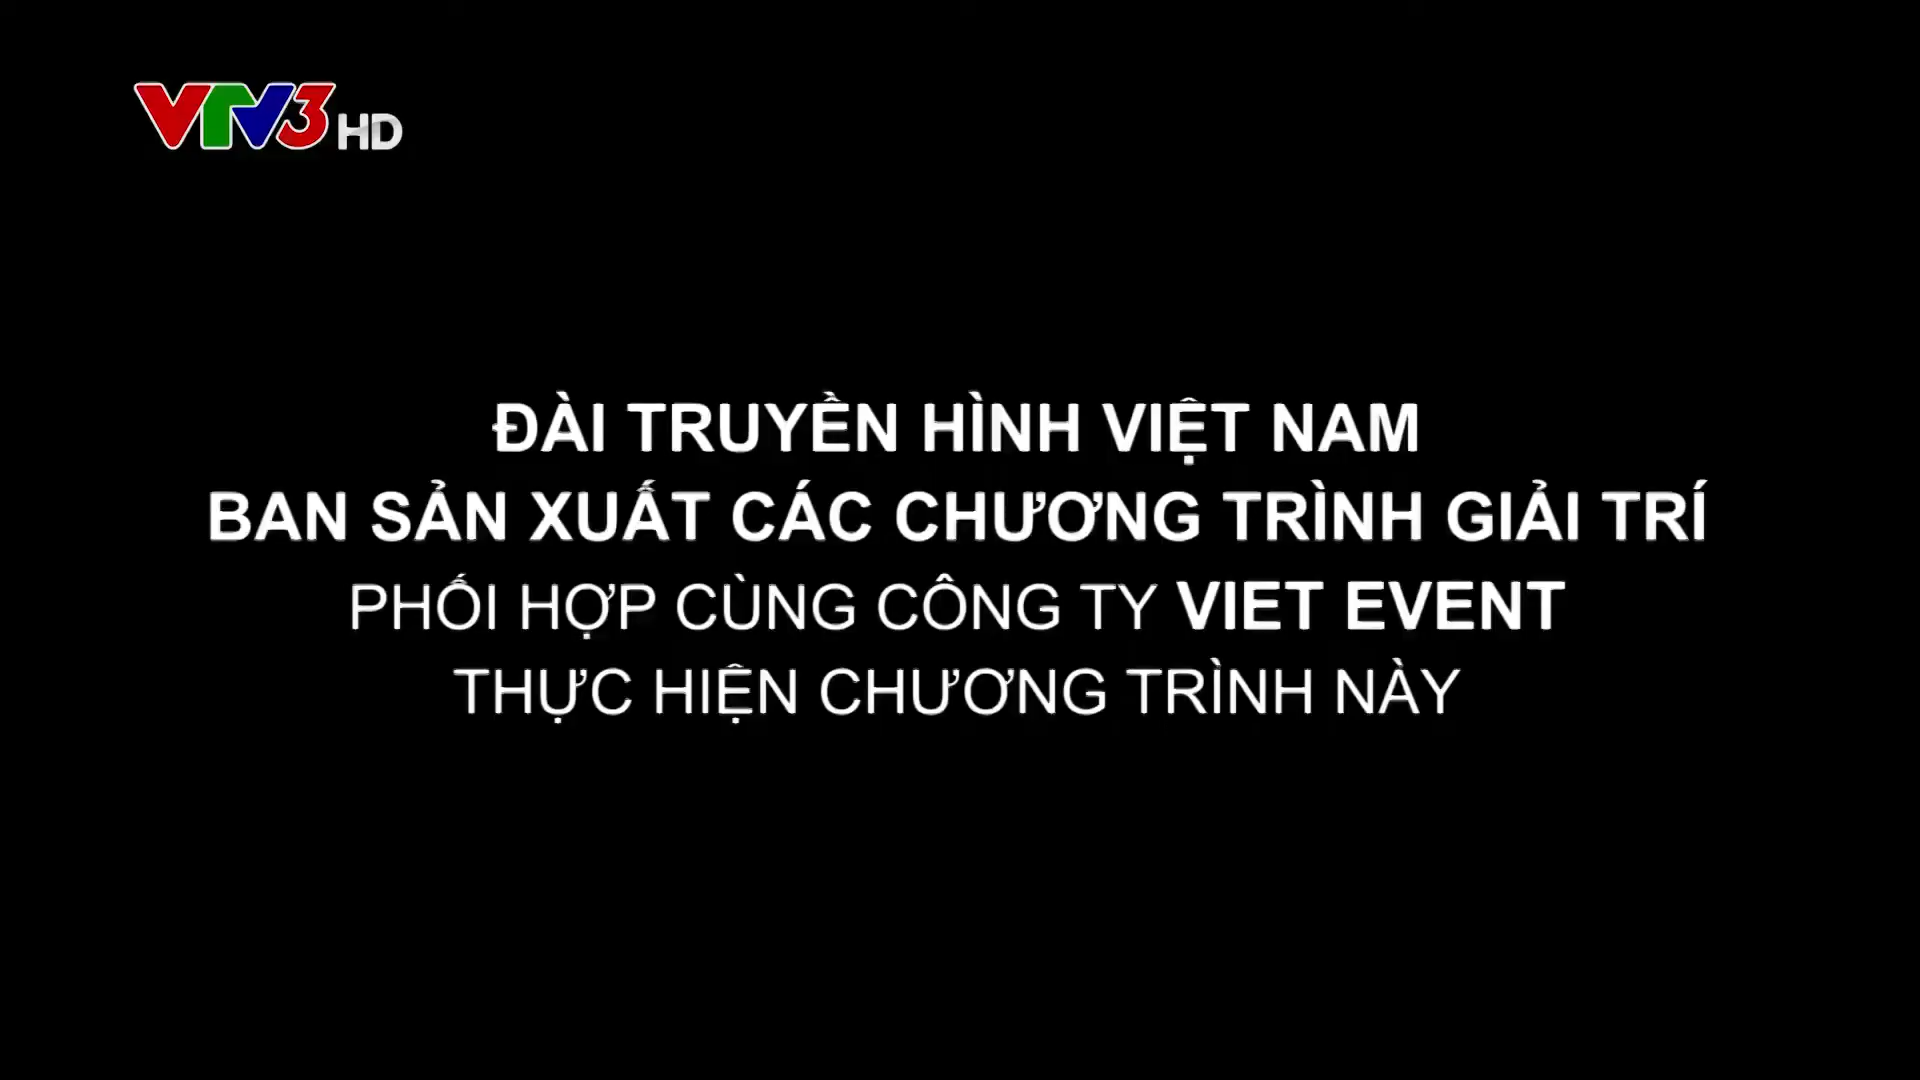 VTV3 HD
ĐÀI TRUYỀN HÌNH VIỆT NAM
BAN SẢN XUẤT CÁC CHƯƠNG TRÌNH GIẢI TRÍ
PHỐI HỢP CÙNG CÔNG TY VIET EVENT
THỰC HIỆN CHƯƠNG TRÌNH NÀY